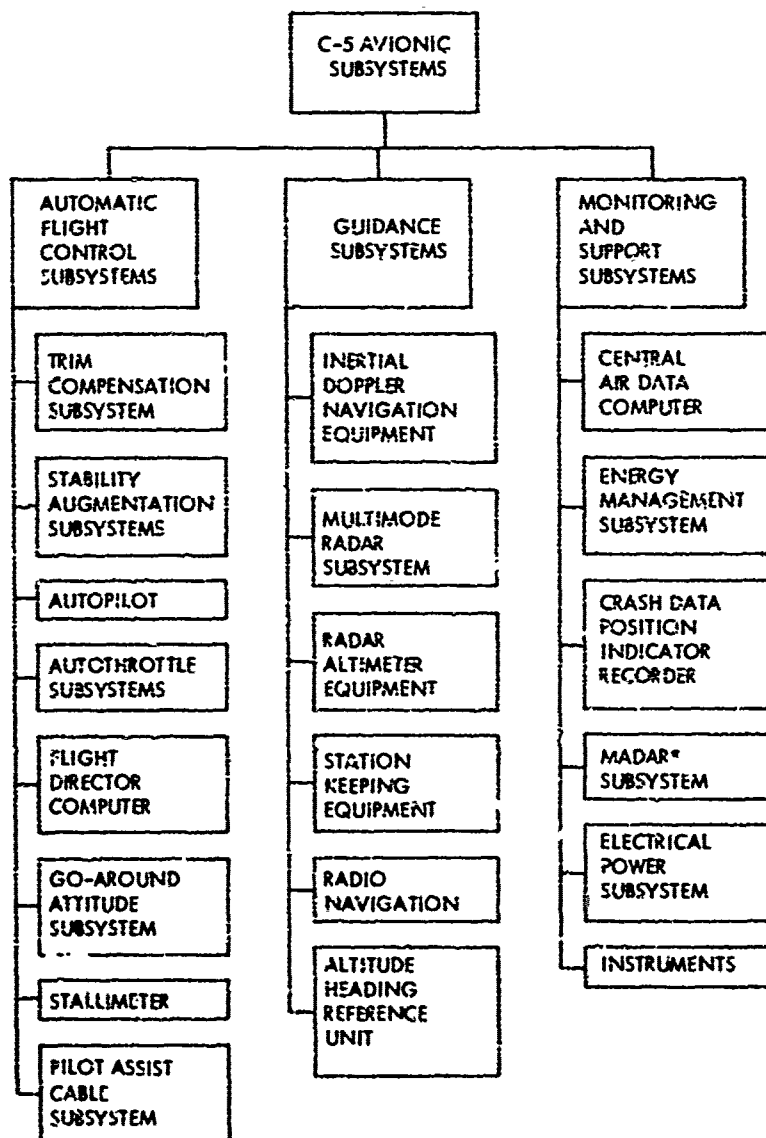 C-5 AVIONIC
SUBSYSTEMS
AUTOMATIC
FLIGHT
CONTROL
SUBSYSTEMS
TRIM
COMPENSATION
SUBSYSTEM
STABILITY
AUGMENTATION
SUBSYSTEMS
AUTOPILOT
AUTOTHROTTLE
SUBSYSTEMS
FLIGHT
DIRECTOR
COMPUTER
GO-AROUND
ATTITUDE
SUBSYSTEM
STALLIMETER
PILOT ASSIST
CABLE
SUBSYSTEM
GUIDANCE
SUBSYSTEMS
INERTIAL
DOPPLER
NAVIGATION
EQUIPMENT
MULTIMODE
RADAR
SUBSYSTEM
RADAR
ALTIMETER
EQUIPMENT
STATION
KEEPING
EQUIPMENT
RADIO
NAVIGATION
ALTITUDE
HEADING
REFERENCE
UNIT
MONITORING
AND
SUPPORT
SUBSYSTEMS
CENTRAL
AIR DATA
COMPUTER
ENERGY
MANAGEMENT
SUBSYSTEM
CRASH DATA
POSITION
INDICATOR
RECORDER
MADAR*
SUBSYSTEM
ELECTRICAL
POWER
SUBSYSTEM
INSTRUMENTS